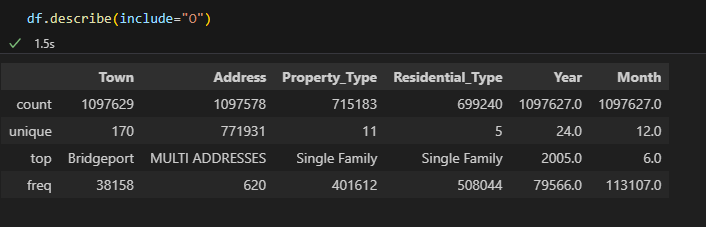 df.describe(include="O")
✓ 1.5s
Town Address Property_Type Residential_Type Year Month
count 1097629 1097578 715183 699240 1097627.0 1097627.0
unique 170 771931 11 5 24.0 12.0
top Bridgeport MULTI ADDRESSES Single Family Single Family 2005.0 6.0
freq 38158 620 401612 508044 79566.0 113107.0